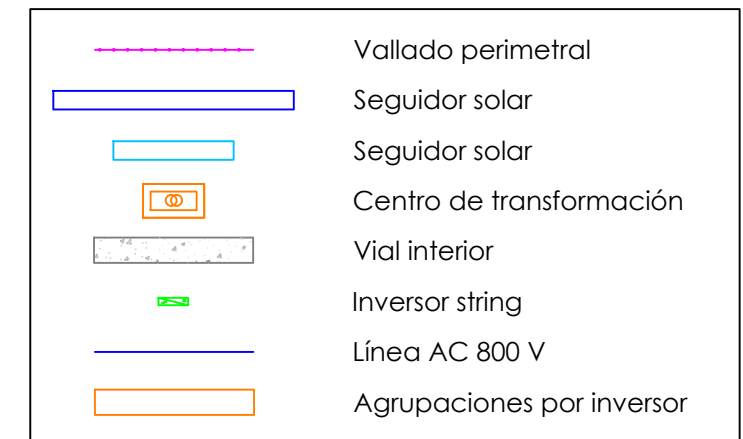 Vallado perimetral
Seguidor solar
Seguidor solar
Centro de transformación
Vial interior
Inversor string
Línea AC 800 V
Agrupaciones por inversor